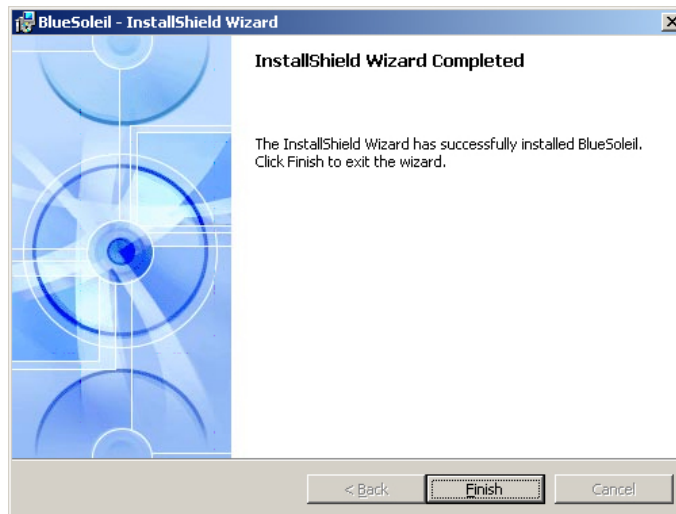 BlueSoleil - InstallShield Wizard
InstallShield Wizard Completed
The InstallShield Wizard has successfully installed BlueSoleil.
Click Finish to exit the wizard.
< Back
Finish
Cancel